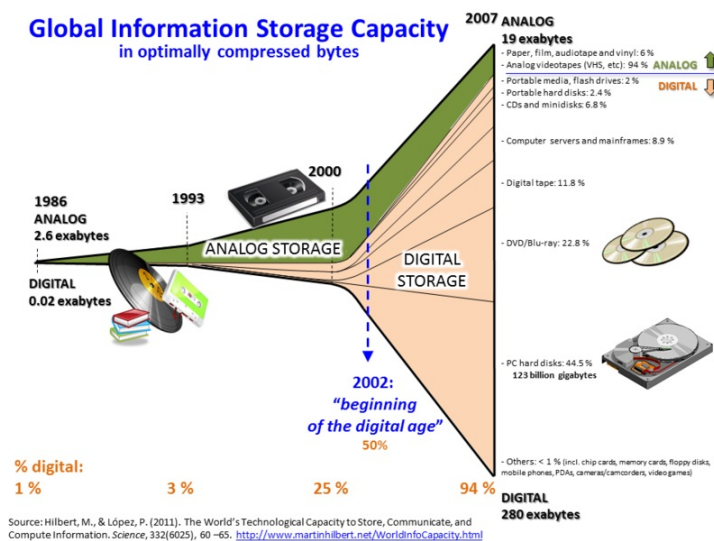 Global Information Storage Capacity
in optimally compressed bytes
2007 ANALOG
19 exabytes
- Paper, film, audiotape and vinyl: 6 %
- Analog videotapes (VHS, etc): 94 %
ANALOG
- Portable media, flash drives: 2 %
DIGITAL
- Portable hard disks: 2.4 %
- CDs and minidisks: 6.8 %
- Computer servers and mainframes: 8.9 %
- Digital tape: 11.8 %
- DVD/Blu-ray: 22.8 %
- PC hard disks: 44.5 %
123 billion gigabytes
- Others: < 1 % (incl. chip cards, memory cards, floppy disks,
mobile phones, PDAs, cameras/camcorders, video games)
DIGITAL
280 exabytes
1986
ANALOG
2.6 exabytes
DIGITAL
0.02 exabytes
1993
2000
ANALOG STORAGE
DIGITAL
STORAGE
2002:
“beginning
of the digital age”
50%
% digital:
1 %
3 %
25 %
94 %
Source: Hilbert, M., & López, P. (2011). The World’s Technological Capacity to Store, Communicate, and
Compute Information. Science, 332(6025), 60 –65. http://www.martinhilbert.net/WorldInfoCapacity.html